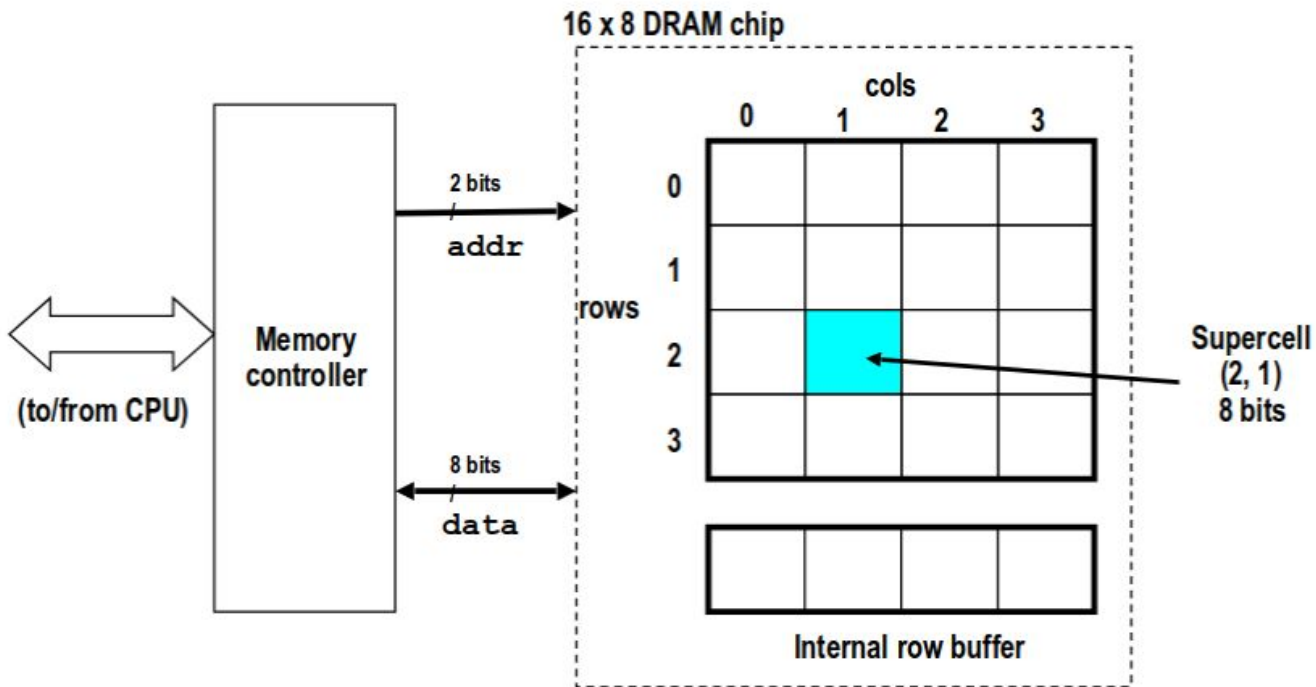 16 x 8 DRAM chip
cols
0 1 2 3
0
2 bits
addr
1
rows
Memory
controller
2
Supercell
(2, 1)
8 bits
(to/from CPU)
3
8 bits
data
Internal row buffer